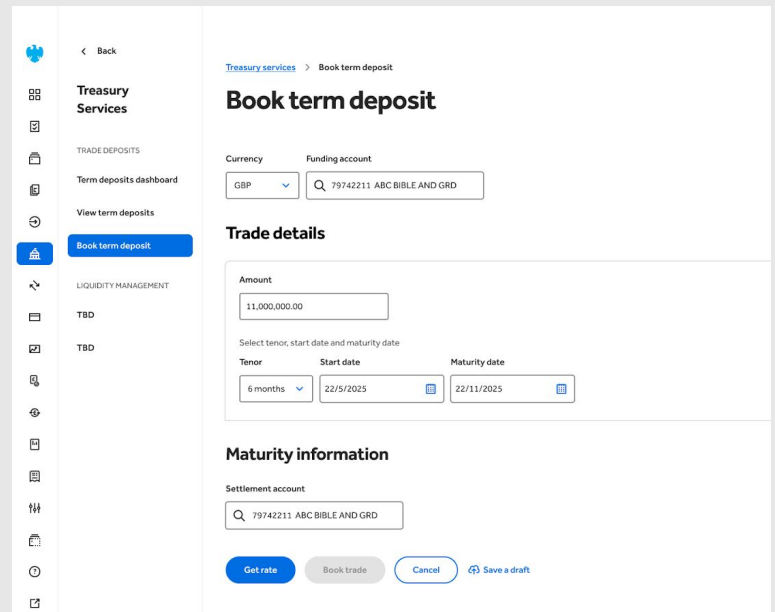 Back
Treasury services > Book term deposit
Treasury
Services
Book term deposit
TRADE DEPOSITS
Term deposits dashboard
View term deposits
Book term deposit
LIQUIDITY MANAGEMENT
TBD
TBD
Currency
Funding account
GBP
79742211 ABC BIBLE AND GRD
Trade details
Amount
11,000,000.00
Select tenor, start date and maturity date
Tenor
Start date
Maturity date
6 months
22/5/2025
22/11/2025
Maturity information
Settlement account
79742211 ABC BIBLE AND GRD
Get rate
Book trade
Cancel
Save a draft